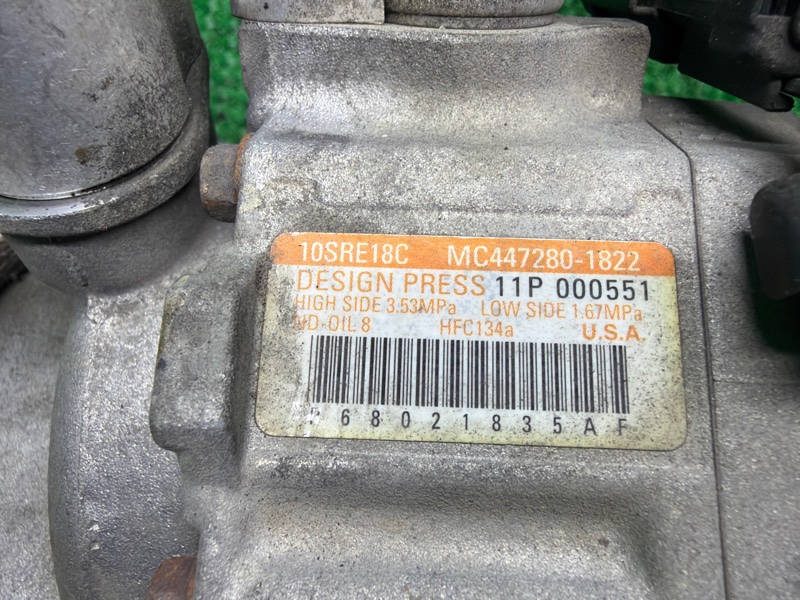 10SRE18C MC447280-1822
DESIGN PRESS 11P 000551
HIGH SIDE 3.53MPa LOW SIDE 1.67MPa
ND-OIL 8 HFC134a U.S.A
P68021835AF